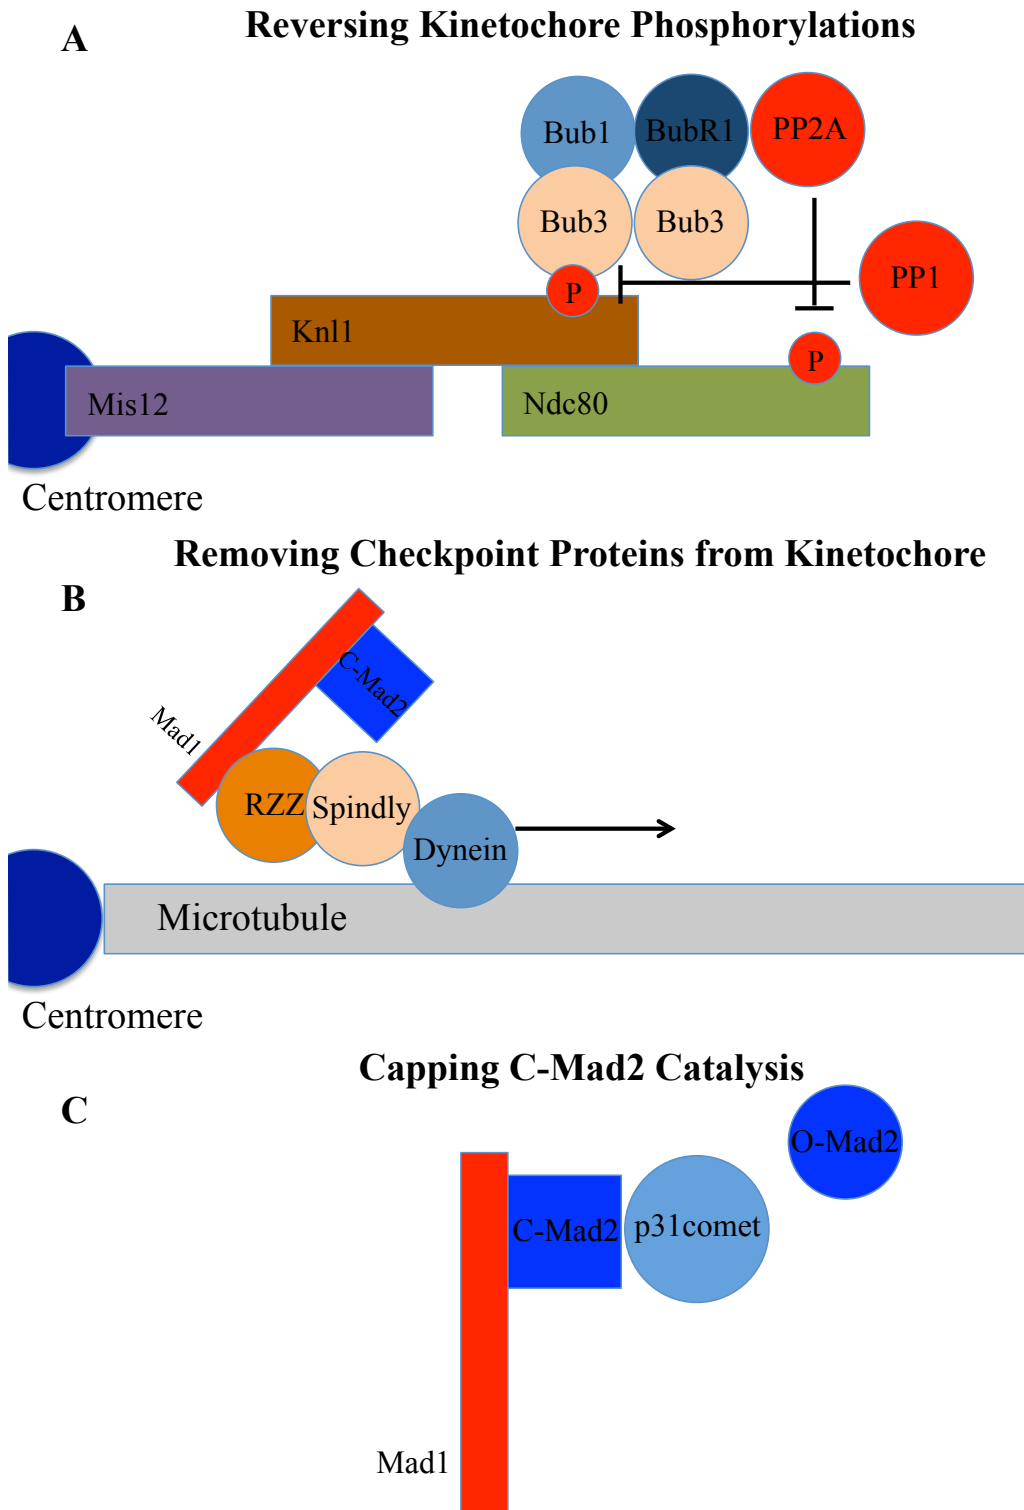 A
Reversing Kinetochore Phosphorylations
Bub1
BubR1
PP2A
Bub3
Bub3
PP1
P
Knl1
P
Mis12
Ndc80
Centromere
Removing Checkpoint Proteins from Kinetochore
B
C-Mad2
Mad1
RZZ
Spindly
Dynein
Microtubule
Centromere
Capping C-Mad2 Catalysis
C
O-Mad2
C-Mad2
p31comet
Mad1